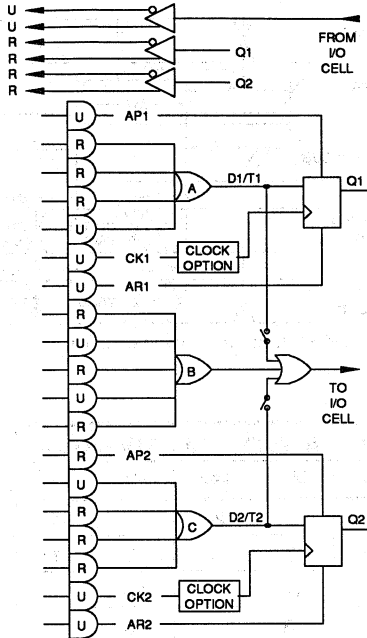 U
U
R
R
R
R
FROM
I/O
CELL
Q1
Q2
U AP1
R
R
R
U
A
D1/T1
Q1
U CK1
CLOCK
OPTION
U AR1
R
U
R
U
R
B
TO
I/O
CELL
R AP2
U
R
R
R
C
D2/T2
Q2
U CK2
CLOCK
OPTION
U AR2